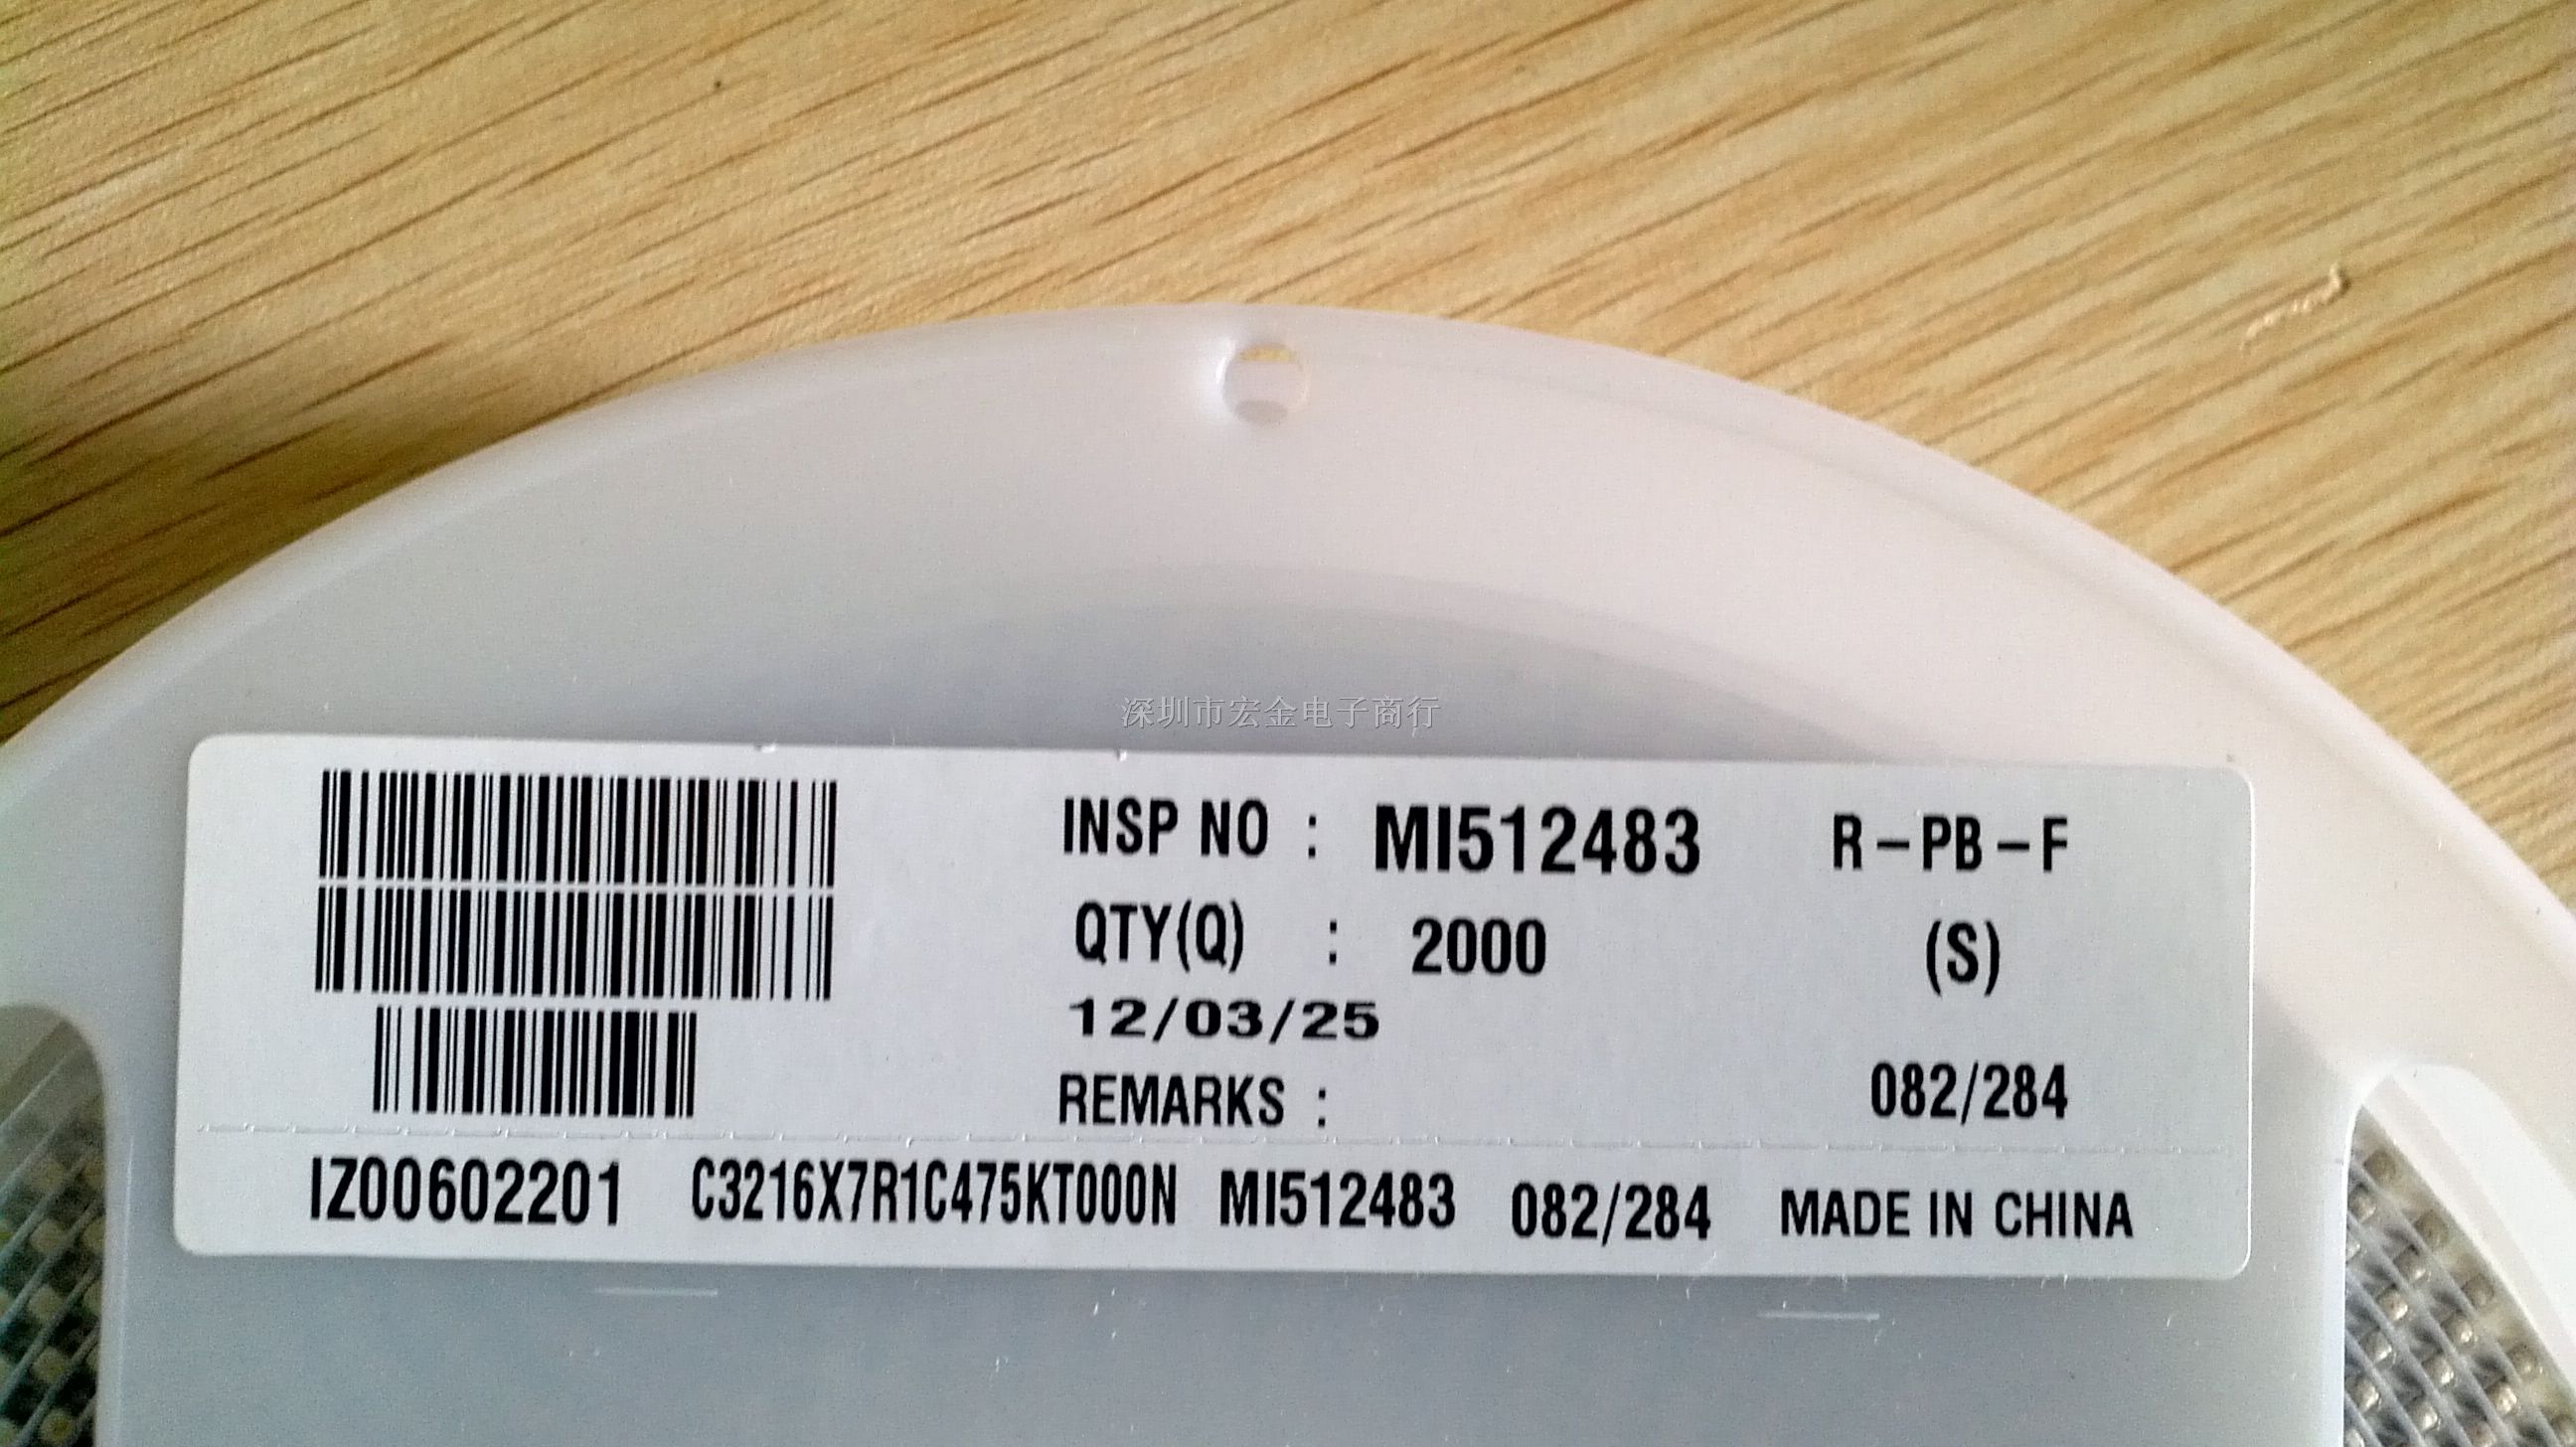 深圳市宏金电子商行
INSP NO : MI512483 R-PB-F
QTY(Q) : 2000 (S)
12/03/25
REMARKS : 082/284
IZ00602201 C3216X7R1C475KT000N MI512483 082/284 MADE IN CHINA